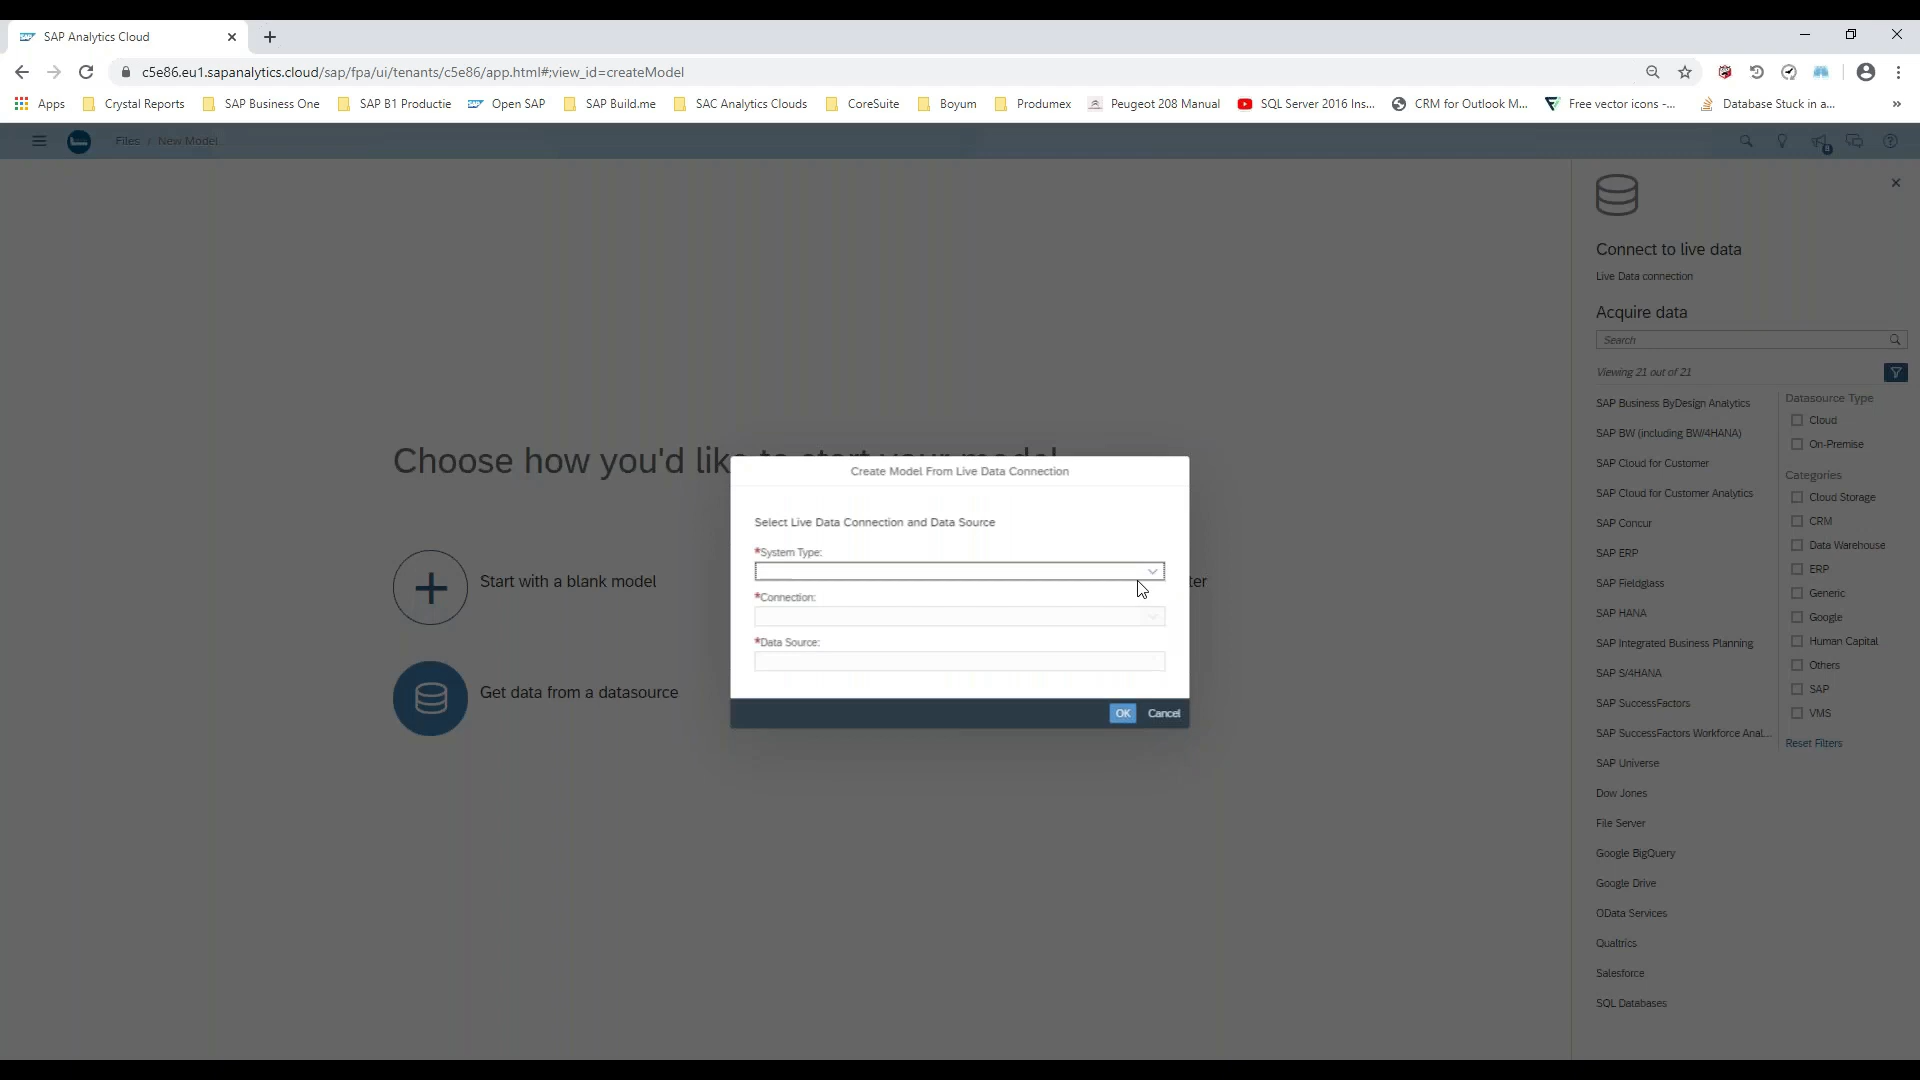 SAP Analytics Cloud
c5e86.eu1.sapanalytics.cloud/sap/fpa/ui/tenants/c5e86/app.html#;view_id=createModel
Apps
Crystal Reports
SAP Business One
SAP B1 Productie
Open SAP
SAP Build.me
SAC Analytics Clouds
CoreSuite
Boyum
Produmex
Peugeot 208 Manual
SQL Server 2016 Ins...
CRM for Outlook M...
Free vector icons -...
Database Stuck in a...
»
Files / New Model
8
Choose how you'd
Start with a blank model
Get data from a datasource
Create Model From Live Data Connection
Select Live Data Connection and Data Source
*System Type:
*Connection:
*Data Source:
OK
Cancel
Connect to live data
Live Data connection
Acquire data
Search
Viewing 21 out of 21
SAP Business ByDesign Analytics
SAP BW (including BW/4HANA)
SAP Cloud for Customer
SAP Cloud for Customer Analytics
SAP Concur
SAP ERP
SAP Fieldglass
SAP HANA
SAP Integrated Business Planning
SAP S/4HANA
SAP SuccessFactors
SAP SuccessFactors Workforce Anal...
SAP Universe
Dow Jones
File Server
Google BigQuery
Google Drive
OData Services
Qualtrics
Salesforce
SQL Databases
Datasource Type
Cloud
On-Premise
Categories
Cloud Storage
CRM
Data Warehouse
ERP
Generic
Google
Human Capital
Others
SAP
VMS
Reset Filters